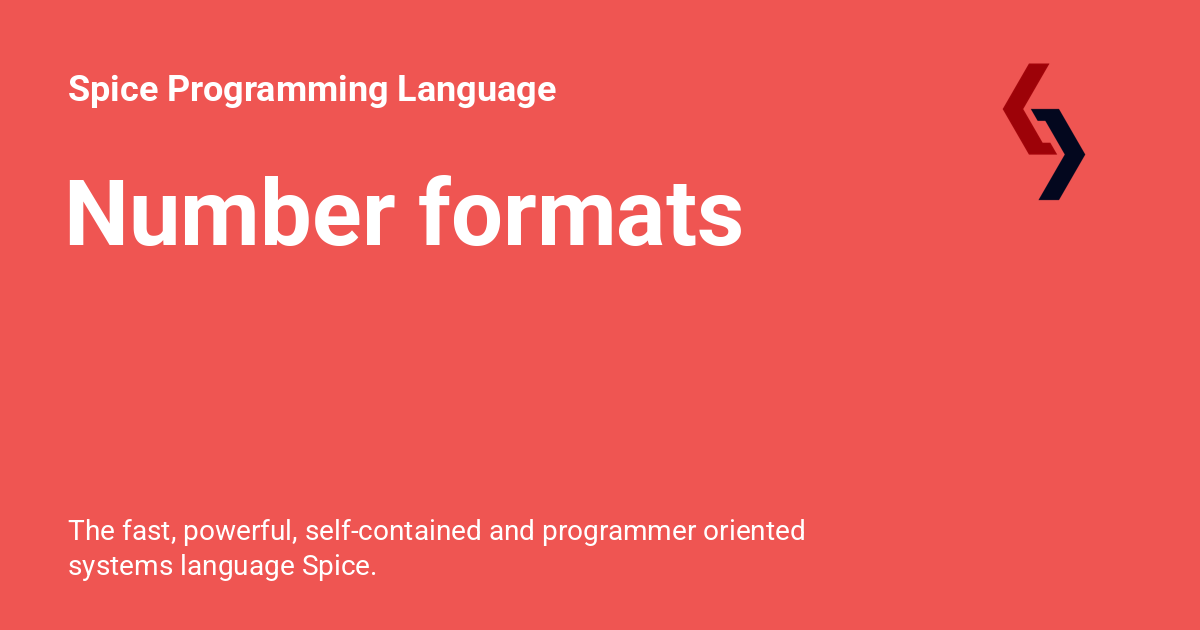 Spice Programming Language
Number formats
The fast, powerful, self-contained and programmer oriented
systems language Spice.